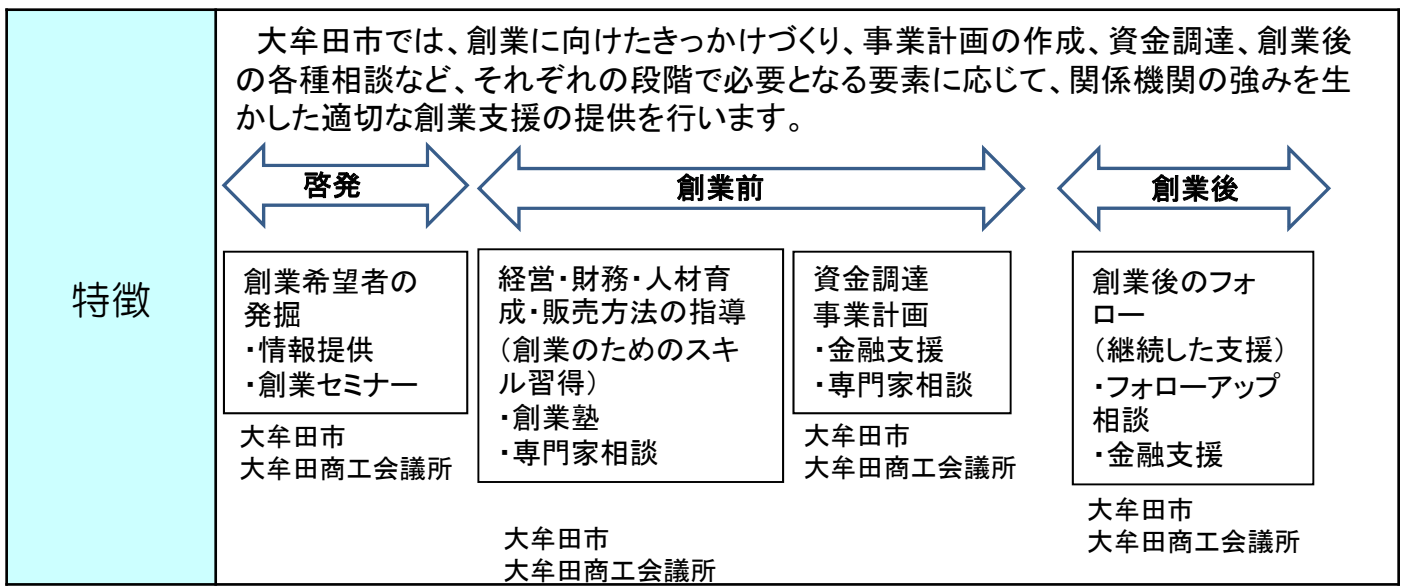 特徴
大牟田市では、創業に向けたきっかけづくり、事業計画の作成、資金調達、創業後
の各種相談など、それぞれの段階で必要となる要素に応じて、関係機関の強みを生
かした適切な創業支援の提供を行います。
啓発
創業前
創業後
創業希望者の
発掘
・情報提供
・創業セミナー
大牟田市
大牟田商工会議所
経営・財務・人材育
成・販売方法の指導
（創業のためのスキ
ル習得）
・創業塾
・専門家相談
大牟田市
大牟田商工会議所
資金調達
事業計画
・金融支援
・専門家相談
大牟田市
大牟田商工会議所
創業後のフォ
ロー
（継続した支援）
・フォローアップ
相談
・金融支援
大牟田市
大牟田商工会議所